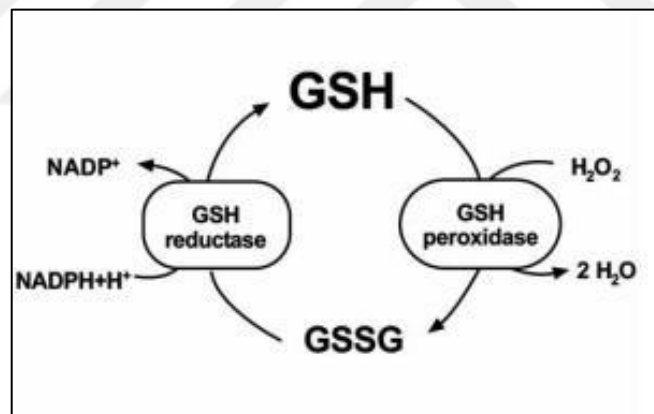 GSH
NADP⁺
H₂O₂
GSH
reductase
GSH
peroxidase
NADPH+H⁺
2 H₂O
GSSG